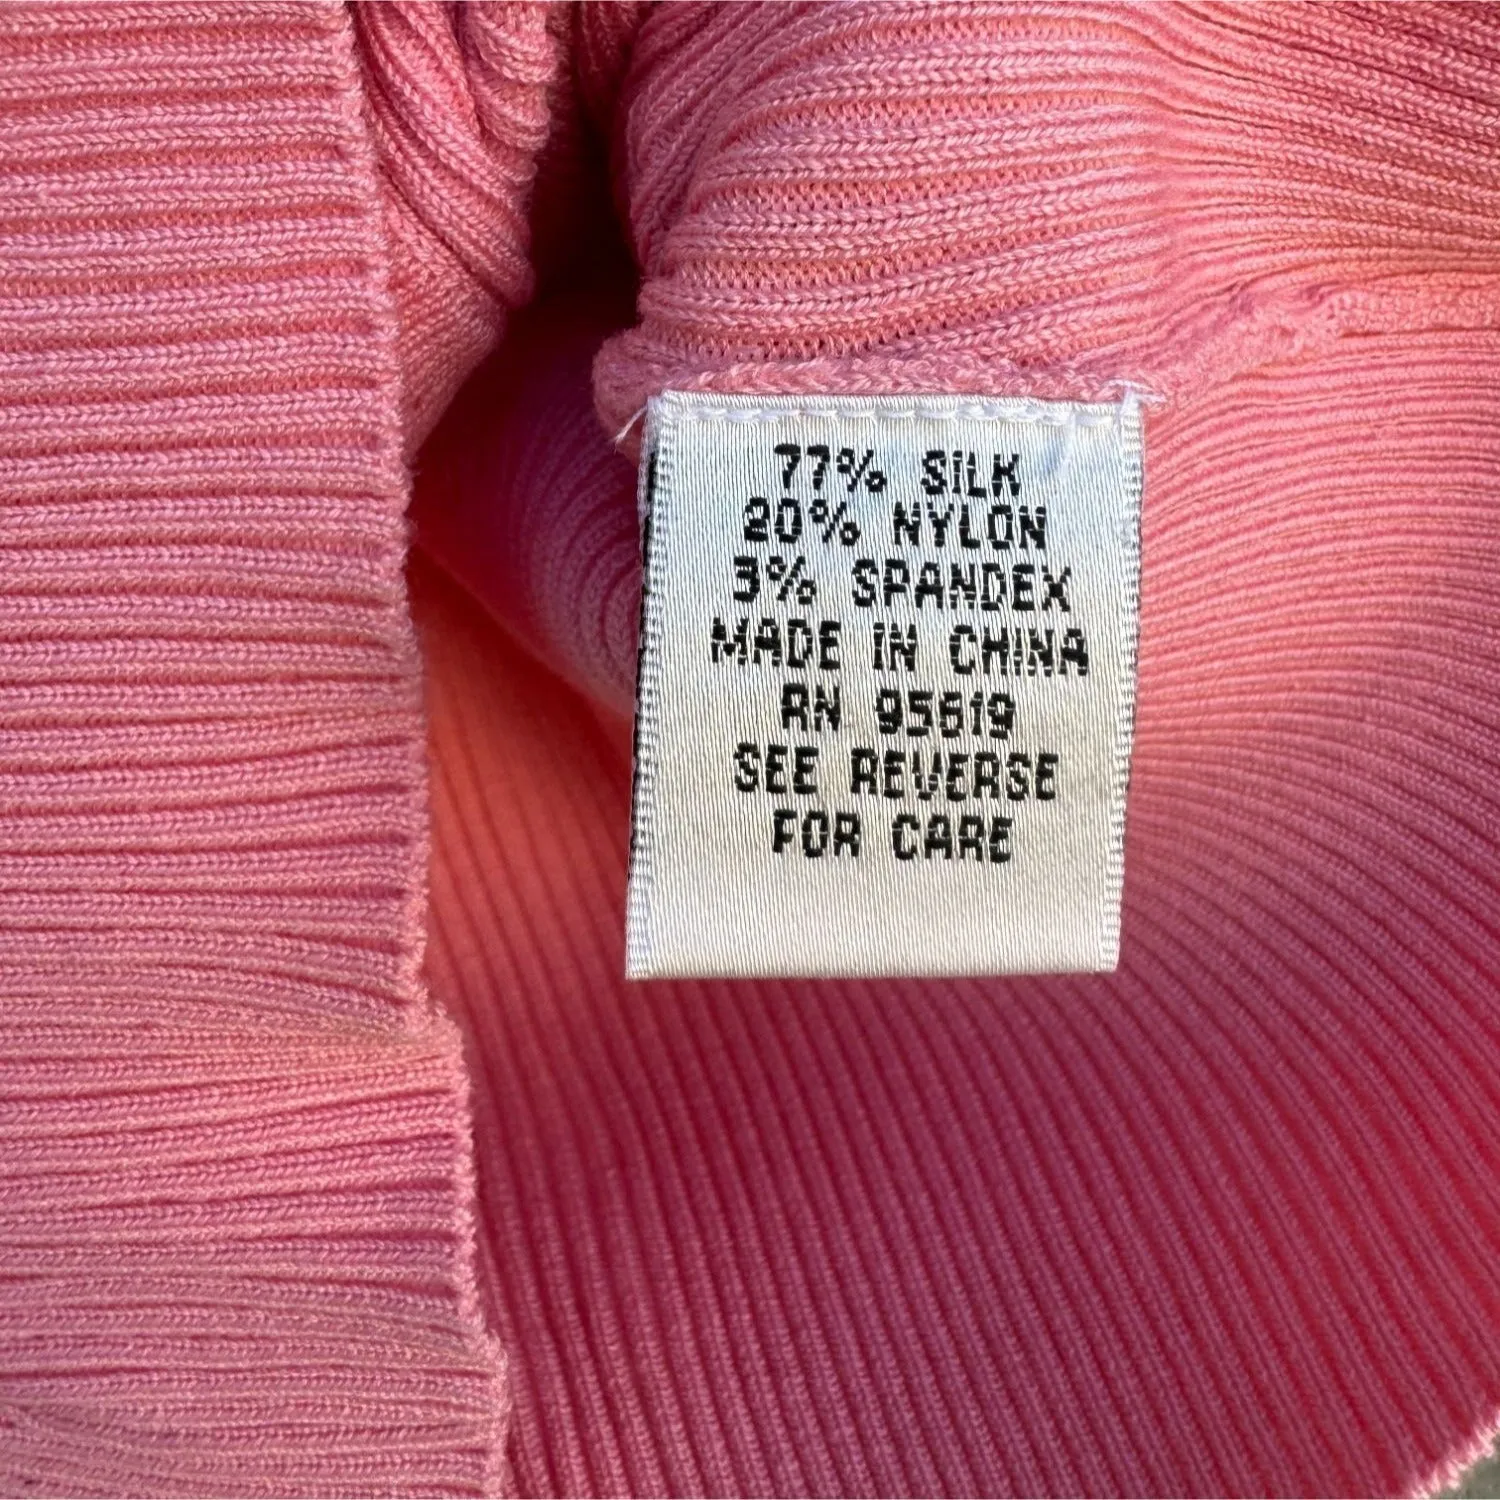 77% SILK
20% NYLON
3% SPANDEX
MADE IN CHINA
RN 95619
SEE REVERSE
FOR CARE